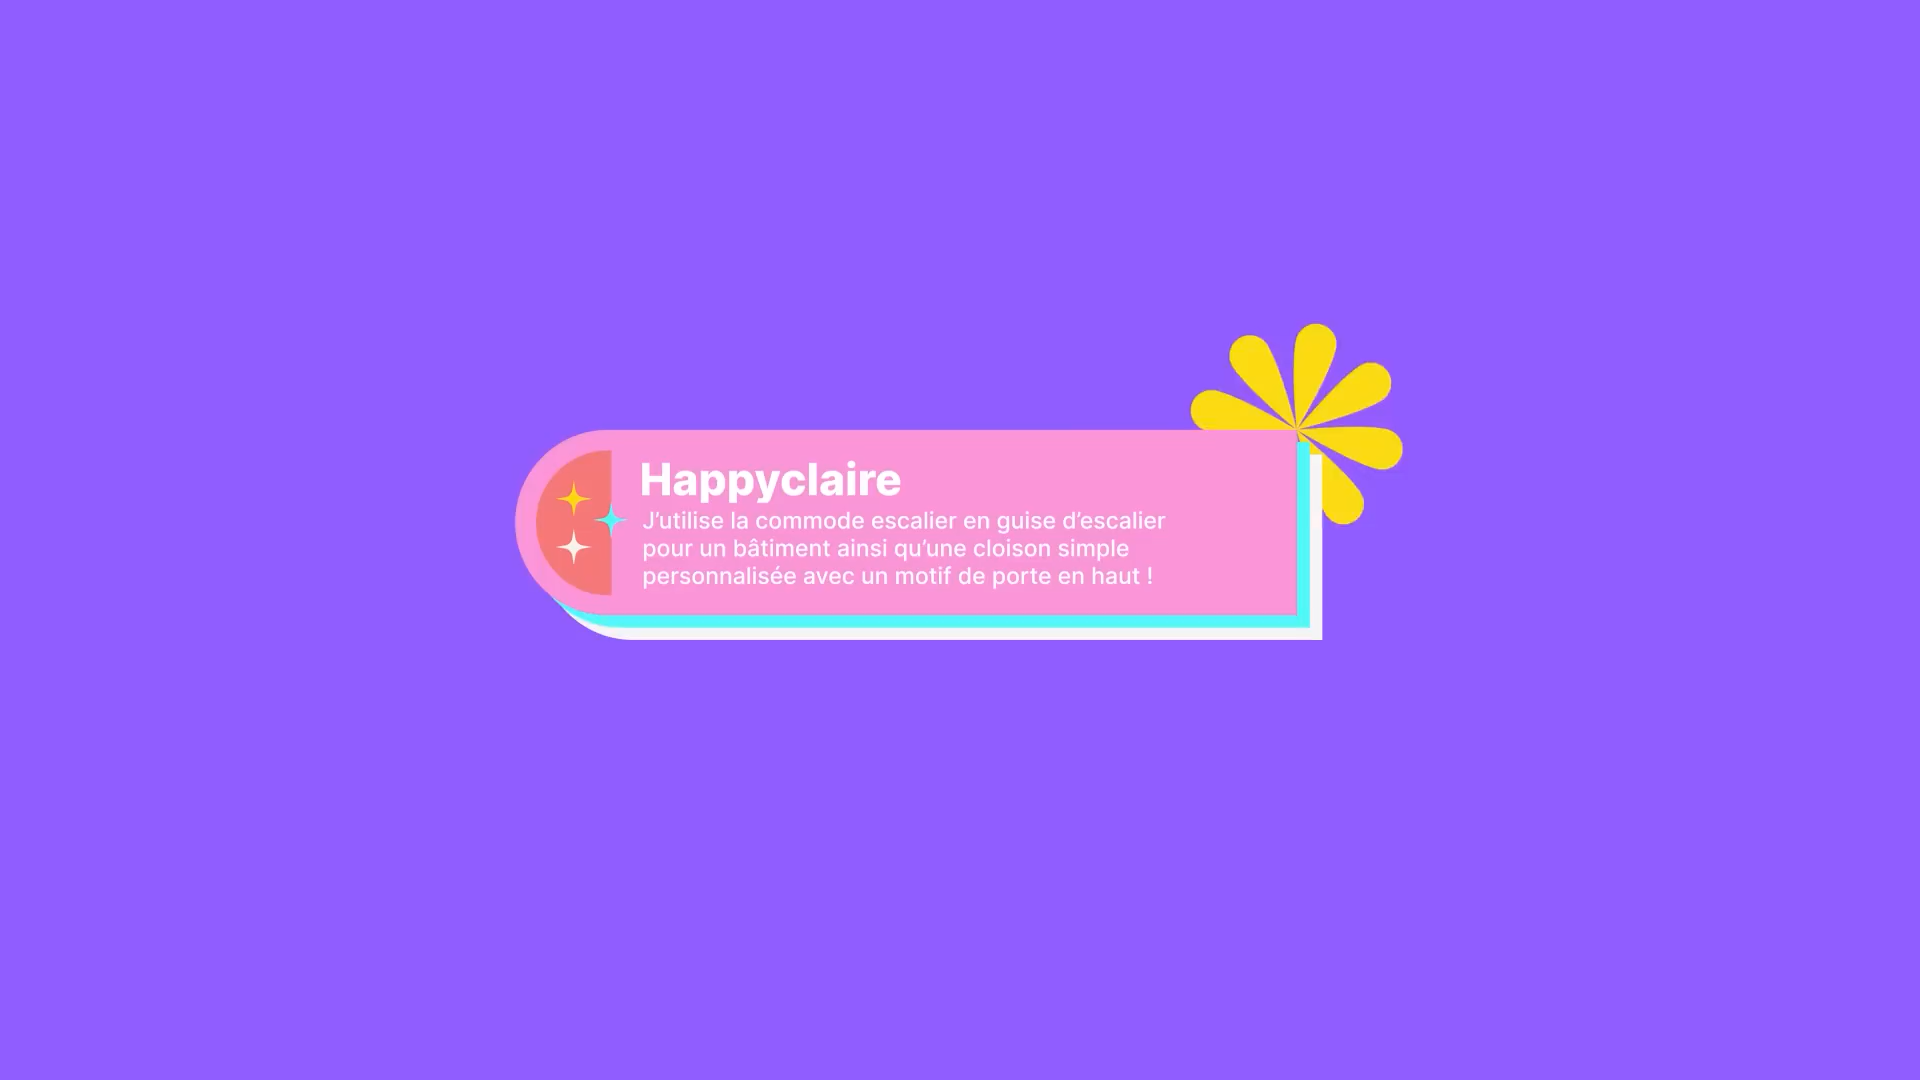 Happyclaire
J’utilise la commode escalier en guise d’escalier
pour un bâtiment ainsi qu’une cloison simple
personnalisée avec un motif de porte en haut !